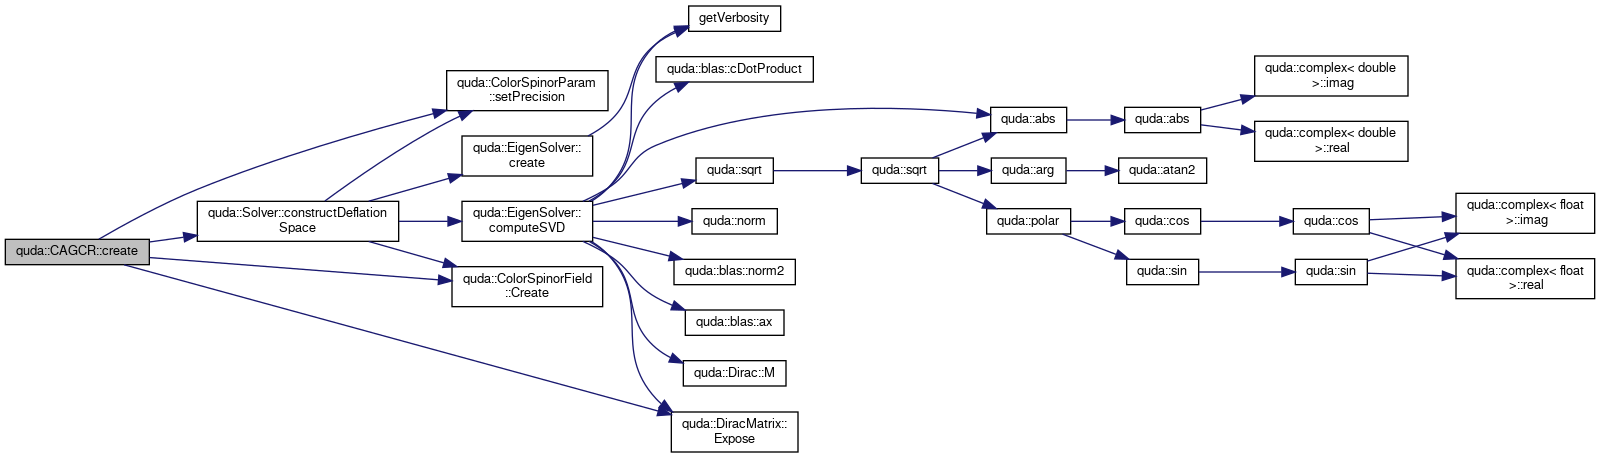 quda::CAGCR::create
quda::ColorSpinorParam
::setPrecision
quda::Solver::constructDeflation
Space
quda::EigenSolver::
create
quda::EigenSolver::
computeSVD
quda::ColorSpinorField
::Create
getVerbosity
quda::blas::cDotProduct
quda::sqrt
quda::norm
quda::blas::norm2
quda::blas::ax
quda::Dirac::M
quda::DiracMatrix::
Expose
quda::sqrt
quda::abs
quda::arg
quda::polar
quda::abs
quda::atan2
quda::cos
quda::sin
quda::complex< double
>::imag
quda::complex< double
>::real
quda::cos
quda::sin
quda::complex< float
>::imag
quda::complex< float
>::real